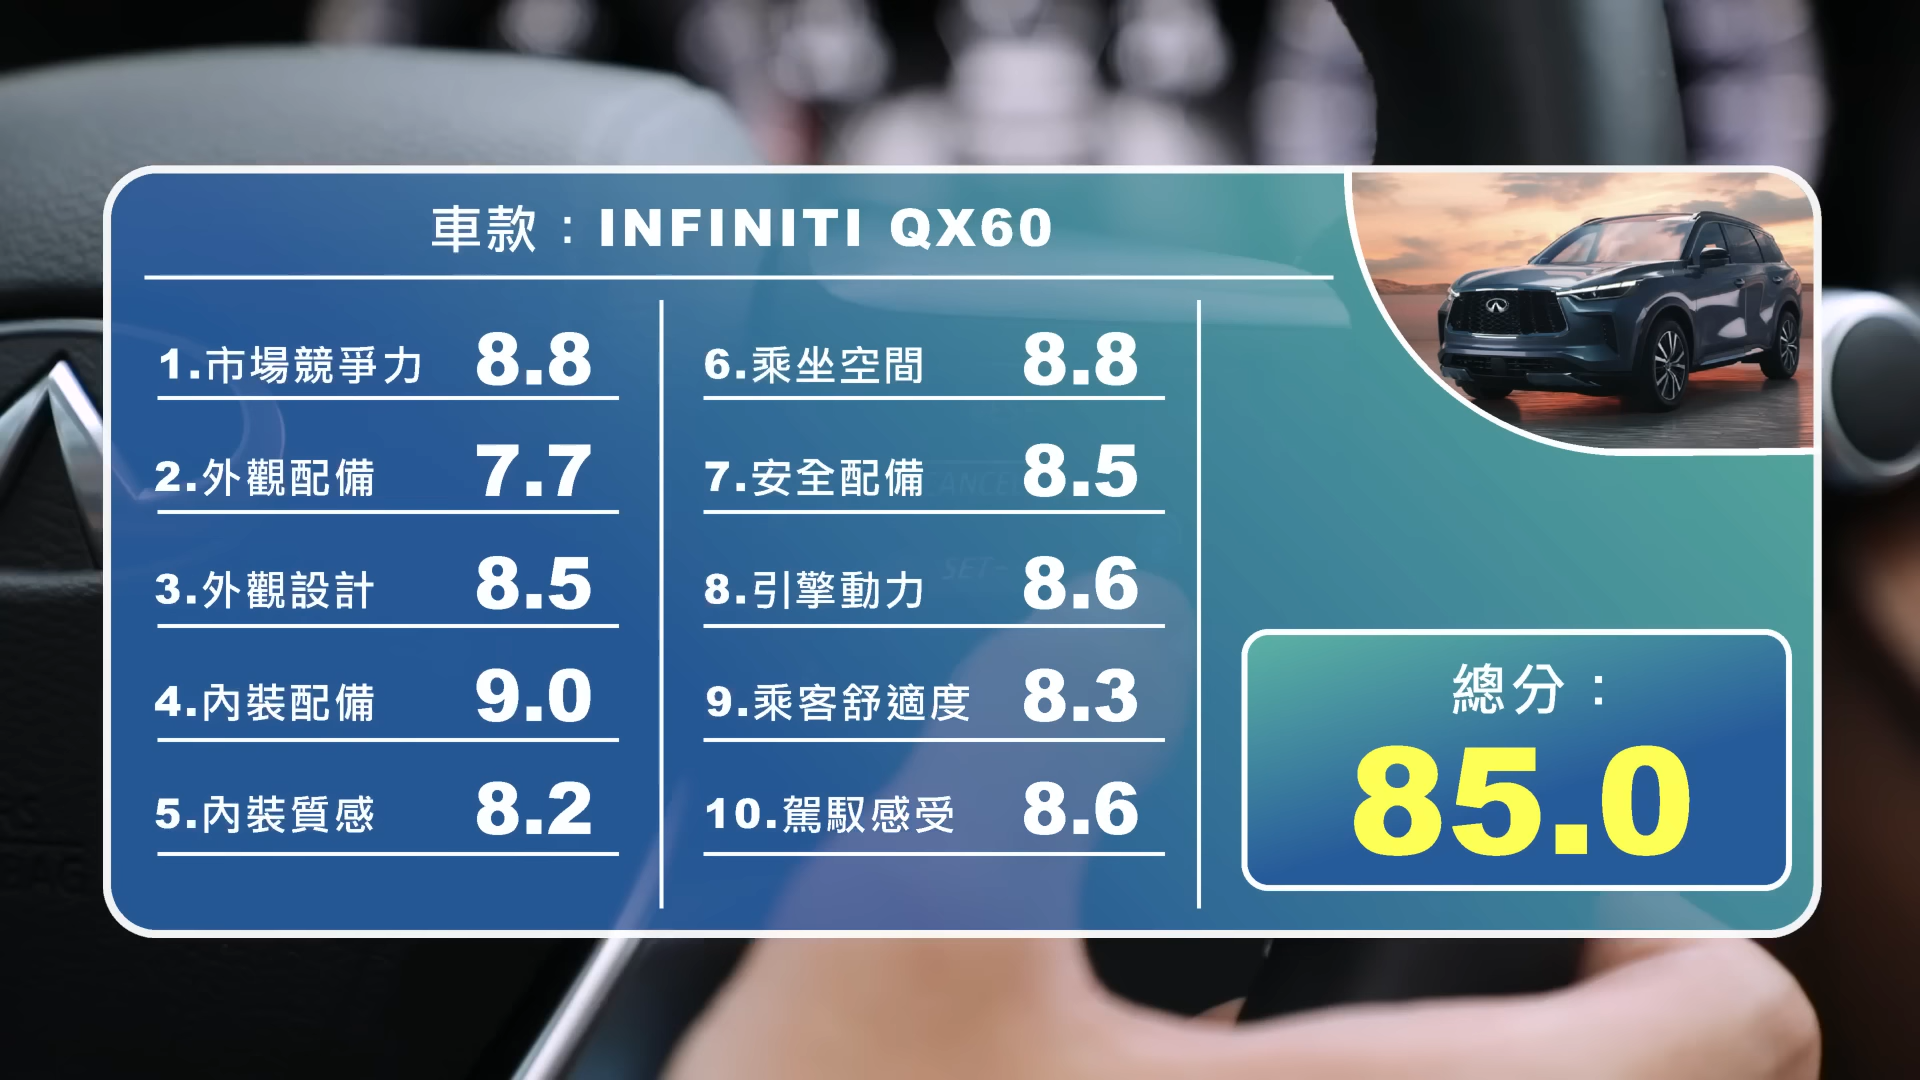 車款：INFINITI QX60
1.市場競爭力 8.8
2.外觀配備 7.7
3.外觀設計 8.5
4.內裝配備 9.0
5.內裝質感 8.2
6.乘坐空間 8.8
7.安全配備 8.5
8.引擎動力 8.6
9.乘客舒適度 8.3
10.駕馭感受 8.6
總分：
85.0
CANCEL
SET-